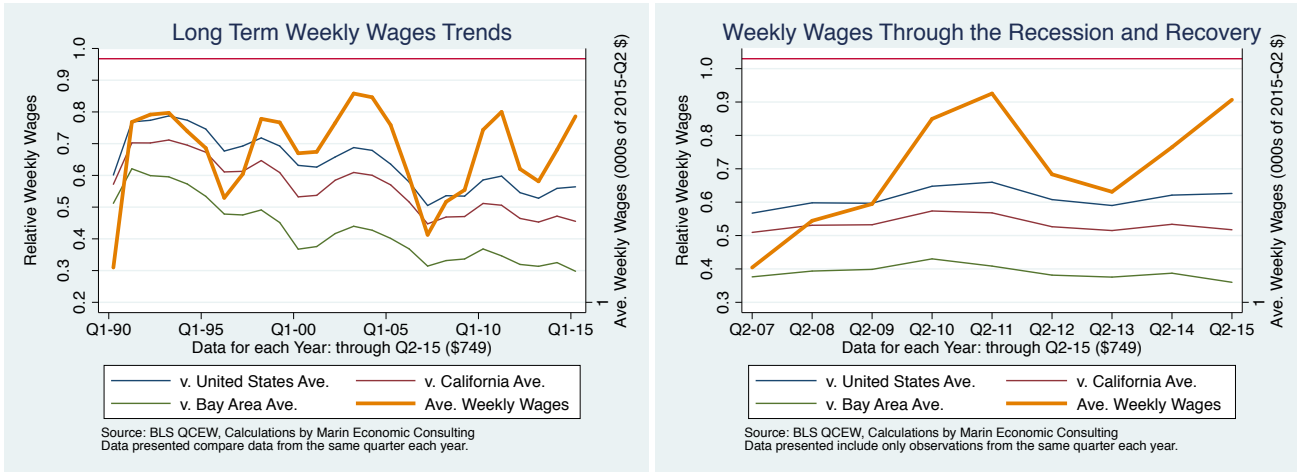 Long Term Weekly Wages Trends
Relative Weekly Wages
1.0
0.9
0.8
0.7
0.6
0.5
0.4
0.3
0.2
1
Ave. Weekly Wages (000s of 2015-Q2 $)
Q1-90 Q1-95 Q1-00 Q1-05 Q1-10 Q1-15
Data for each Year: through Q2-15 ($749)
v. United States Ave. v. California Ave.
v. Bay Area Ave. Ave. Weekly Wages
Source: BLS QCEW, Calculations by Marin Economic Consulting
Data presented compare data from the same quarter each year.
Weekly Wages Through the Recession and Recovery
Relative Weekly Wages
1.0
0.9
0.8
0.7
0.6
0.5
0.4
0.3
1
Ave. Weekly Wages (000s of 2015-Q2 $)
Q2-07 Q2-08 Q2-09 Q2-10 Q2-11 Q2-12 Q2-13 Q2-14 Q2-15
Data for each Year: through Q2-15 ($749)
v. United States Ave. v. California Ave.
v. Bay Area Ave. Ave. Weekly Wages
Source: BLS QCEW, Calculations by Marin Economic Consulting
Data presented include only observations from the same quarter each year.